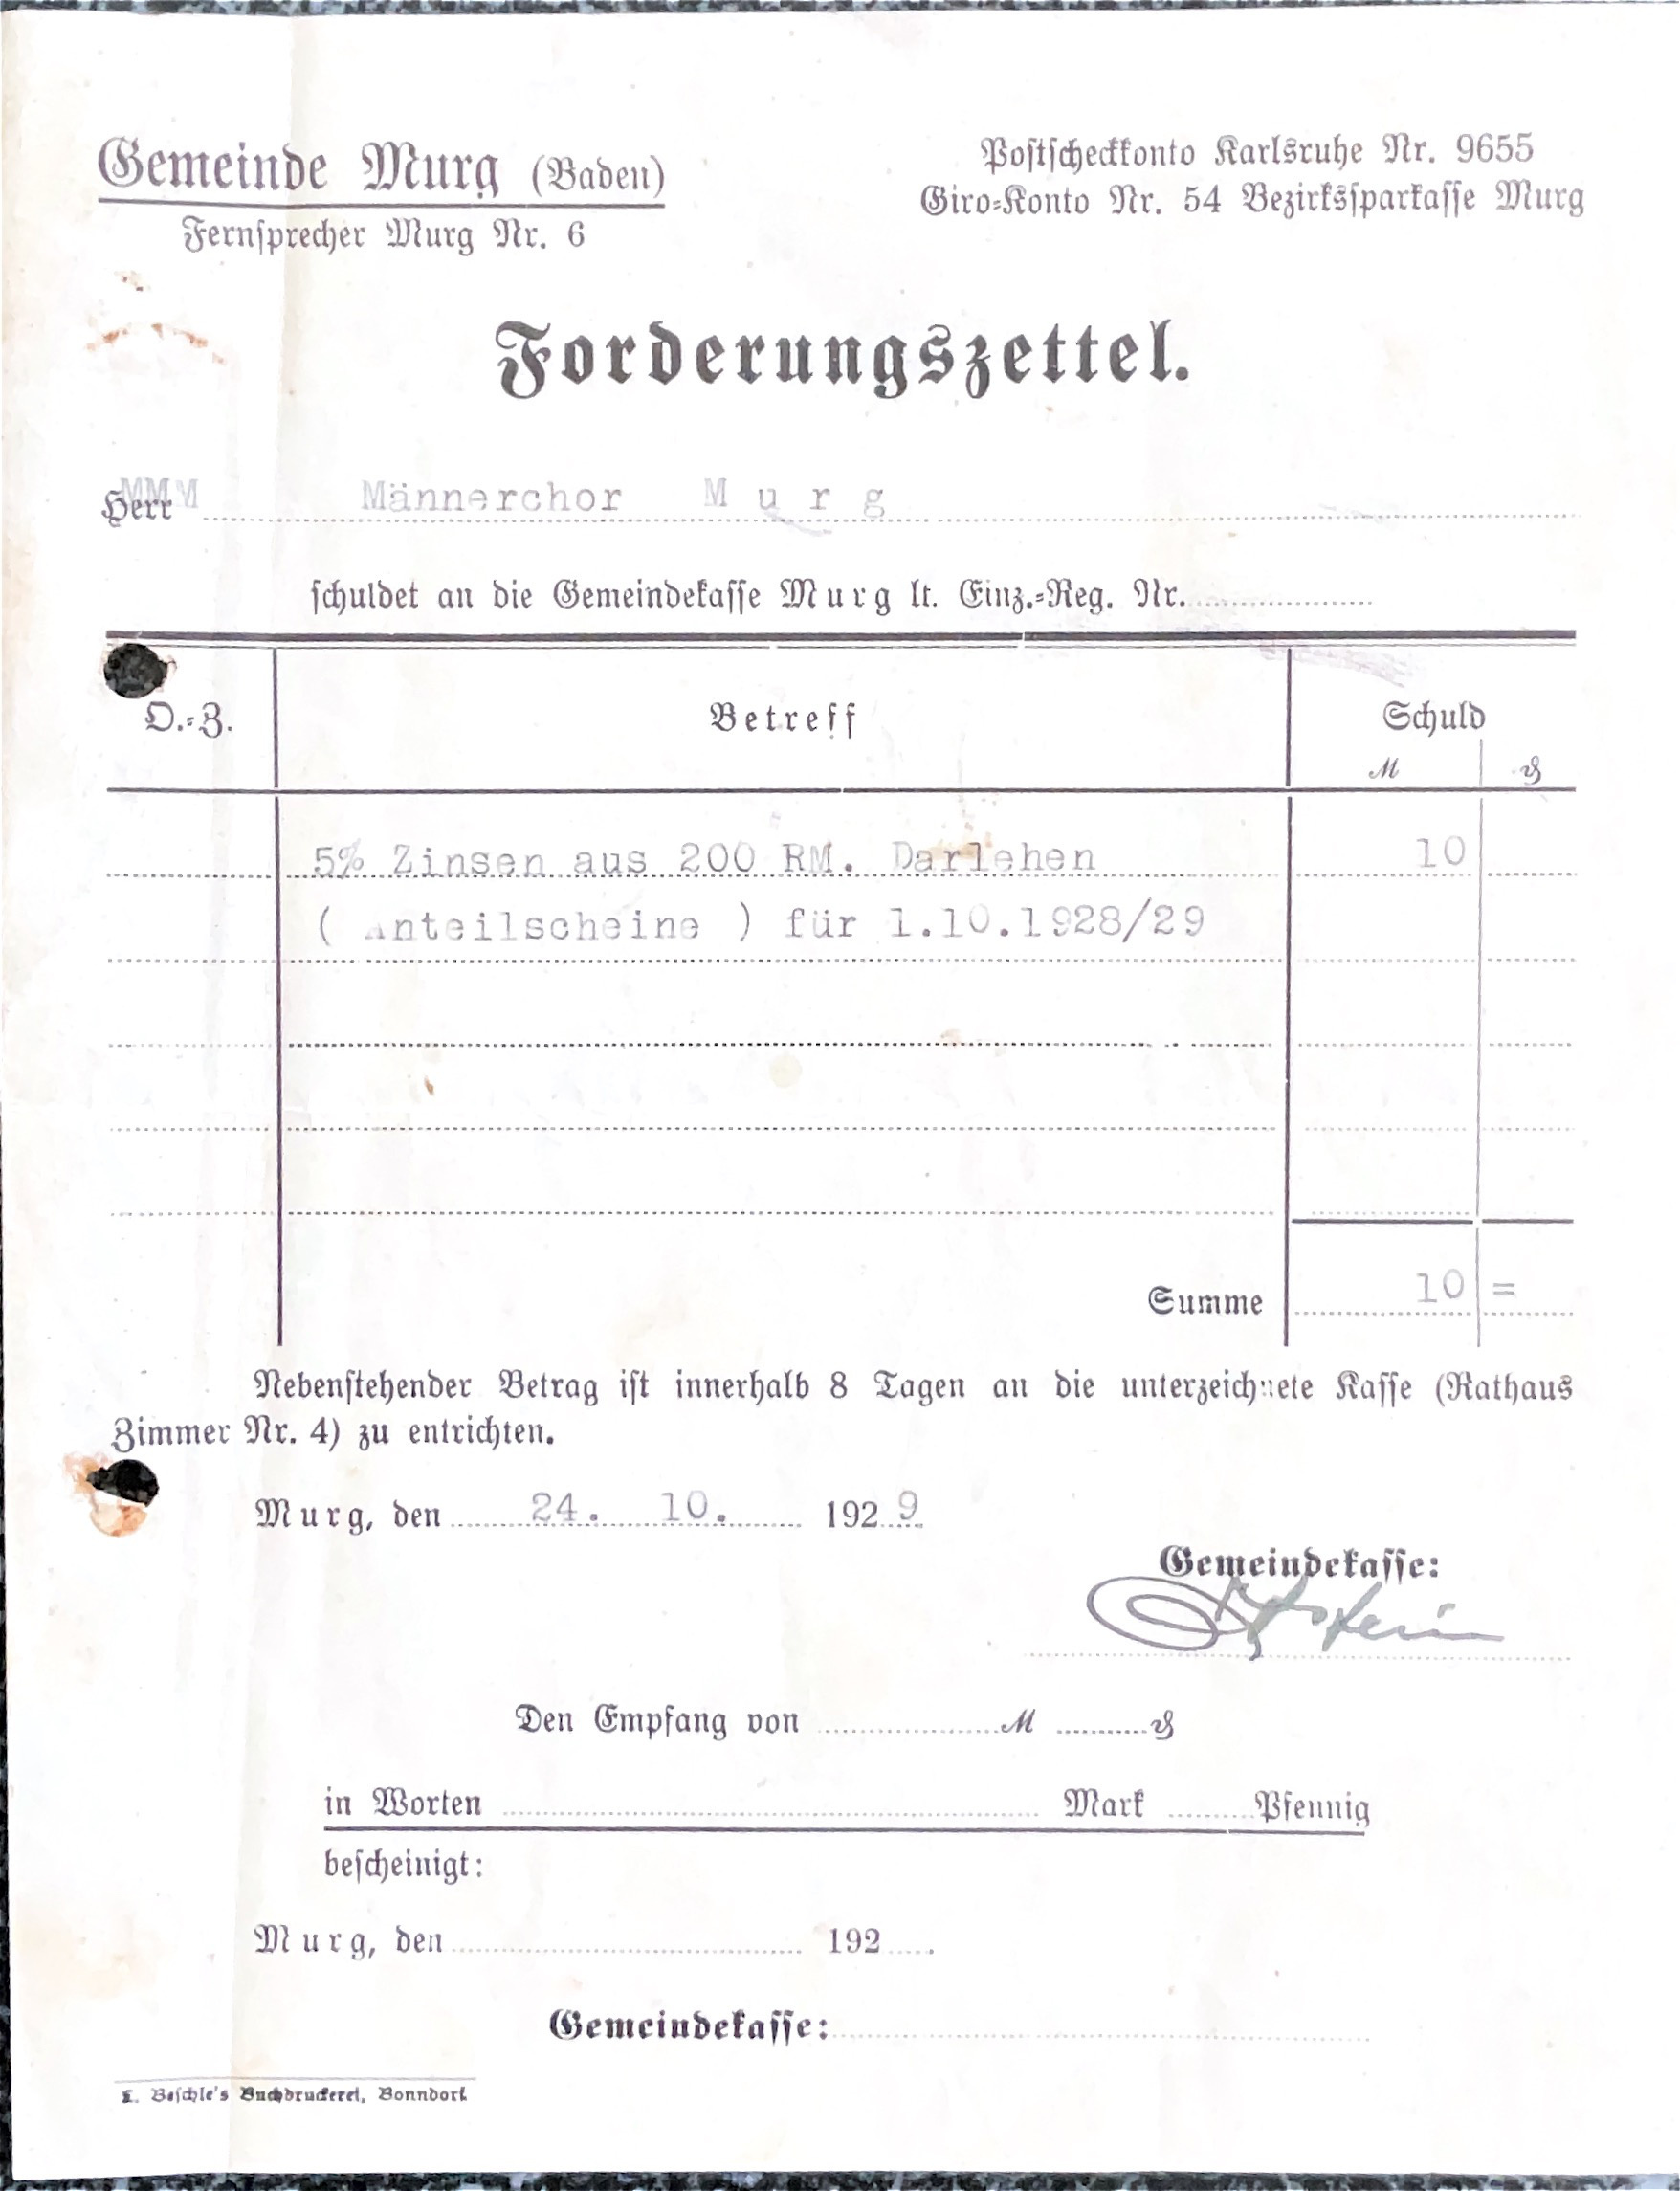 Gemeinde Murg (Baden)
Fernsprecher Murg Nr. 6
Postscheckkonto Karlsruhe Nr. 9655
Giro-Konto Nr. 54 Bezirkssparkasse Murg
Forderungszettel.
Herr MMM Männerchor Murg
schuldet an die Gemeindekasse Murg lt. Einz.-Reg. Nr.
O.-Z. Betreff Schuld
M ₰
5% Zinsen aus 200 RM. Darlehen 10
( Anteilscheine ) für 1.10.1928/29
Summe 10 =
Nebenstehender Betrag ist innerhalb 8 Tagen an die unterzeichnete Kasse (Rathaus
Zimmer Nr. 4) zu entrichten.
Murg, den 24. 10. 1929
Gemeindekasse:
Den Empfang von M ₰
in Worten Mark Pfennig
bescheinigt:
Murg, den 192
Gemeindekasse:
Buchdruckerei, Bonndorf